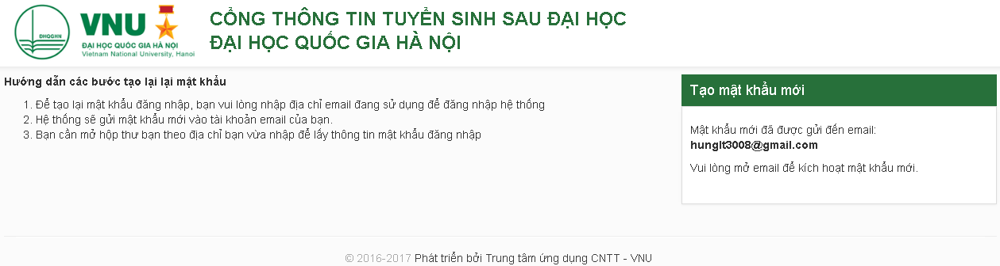 ĐHQGHN
VNU
ĐẠI HỌC QUỐC GIA HÀ NỘI
Vietnam National University, Hanoi
CỔNG THÔNG TIN TUYỂN SINH SAU ĐẠI HỌC
ĐẠI HỌC QUỐC GIA HÀ NỘI
Hướng dẫn các bước tạo lại lại mật khẩu
1. Để tạo lại mật khẩu đăng nhập, bạn vui lòng nhập địa chỉ email đang sử dụng để đăng nhập hệ thống
2. Hệ thống sẽ gửi mật khẩu mới vào tài khoản email của bạn.
3. Bạn cần mở hộp thư bạn theo địa chỉ bạn vừa nhập để lấy thông tin mật khẩu đăng nhập
Tạo mật khẩu mới
Mật khẩu mới đã được gửi đến email:
hunglt3008@gmail.com
Vui lòng mở email để kích hoạt mật khẩu mới.
© 2016-2017 Phát triển bởi Trung tâm ứng dụng CNTT - VNU